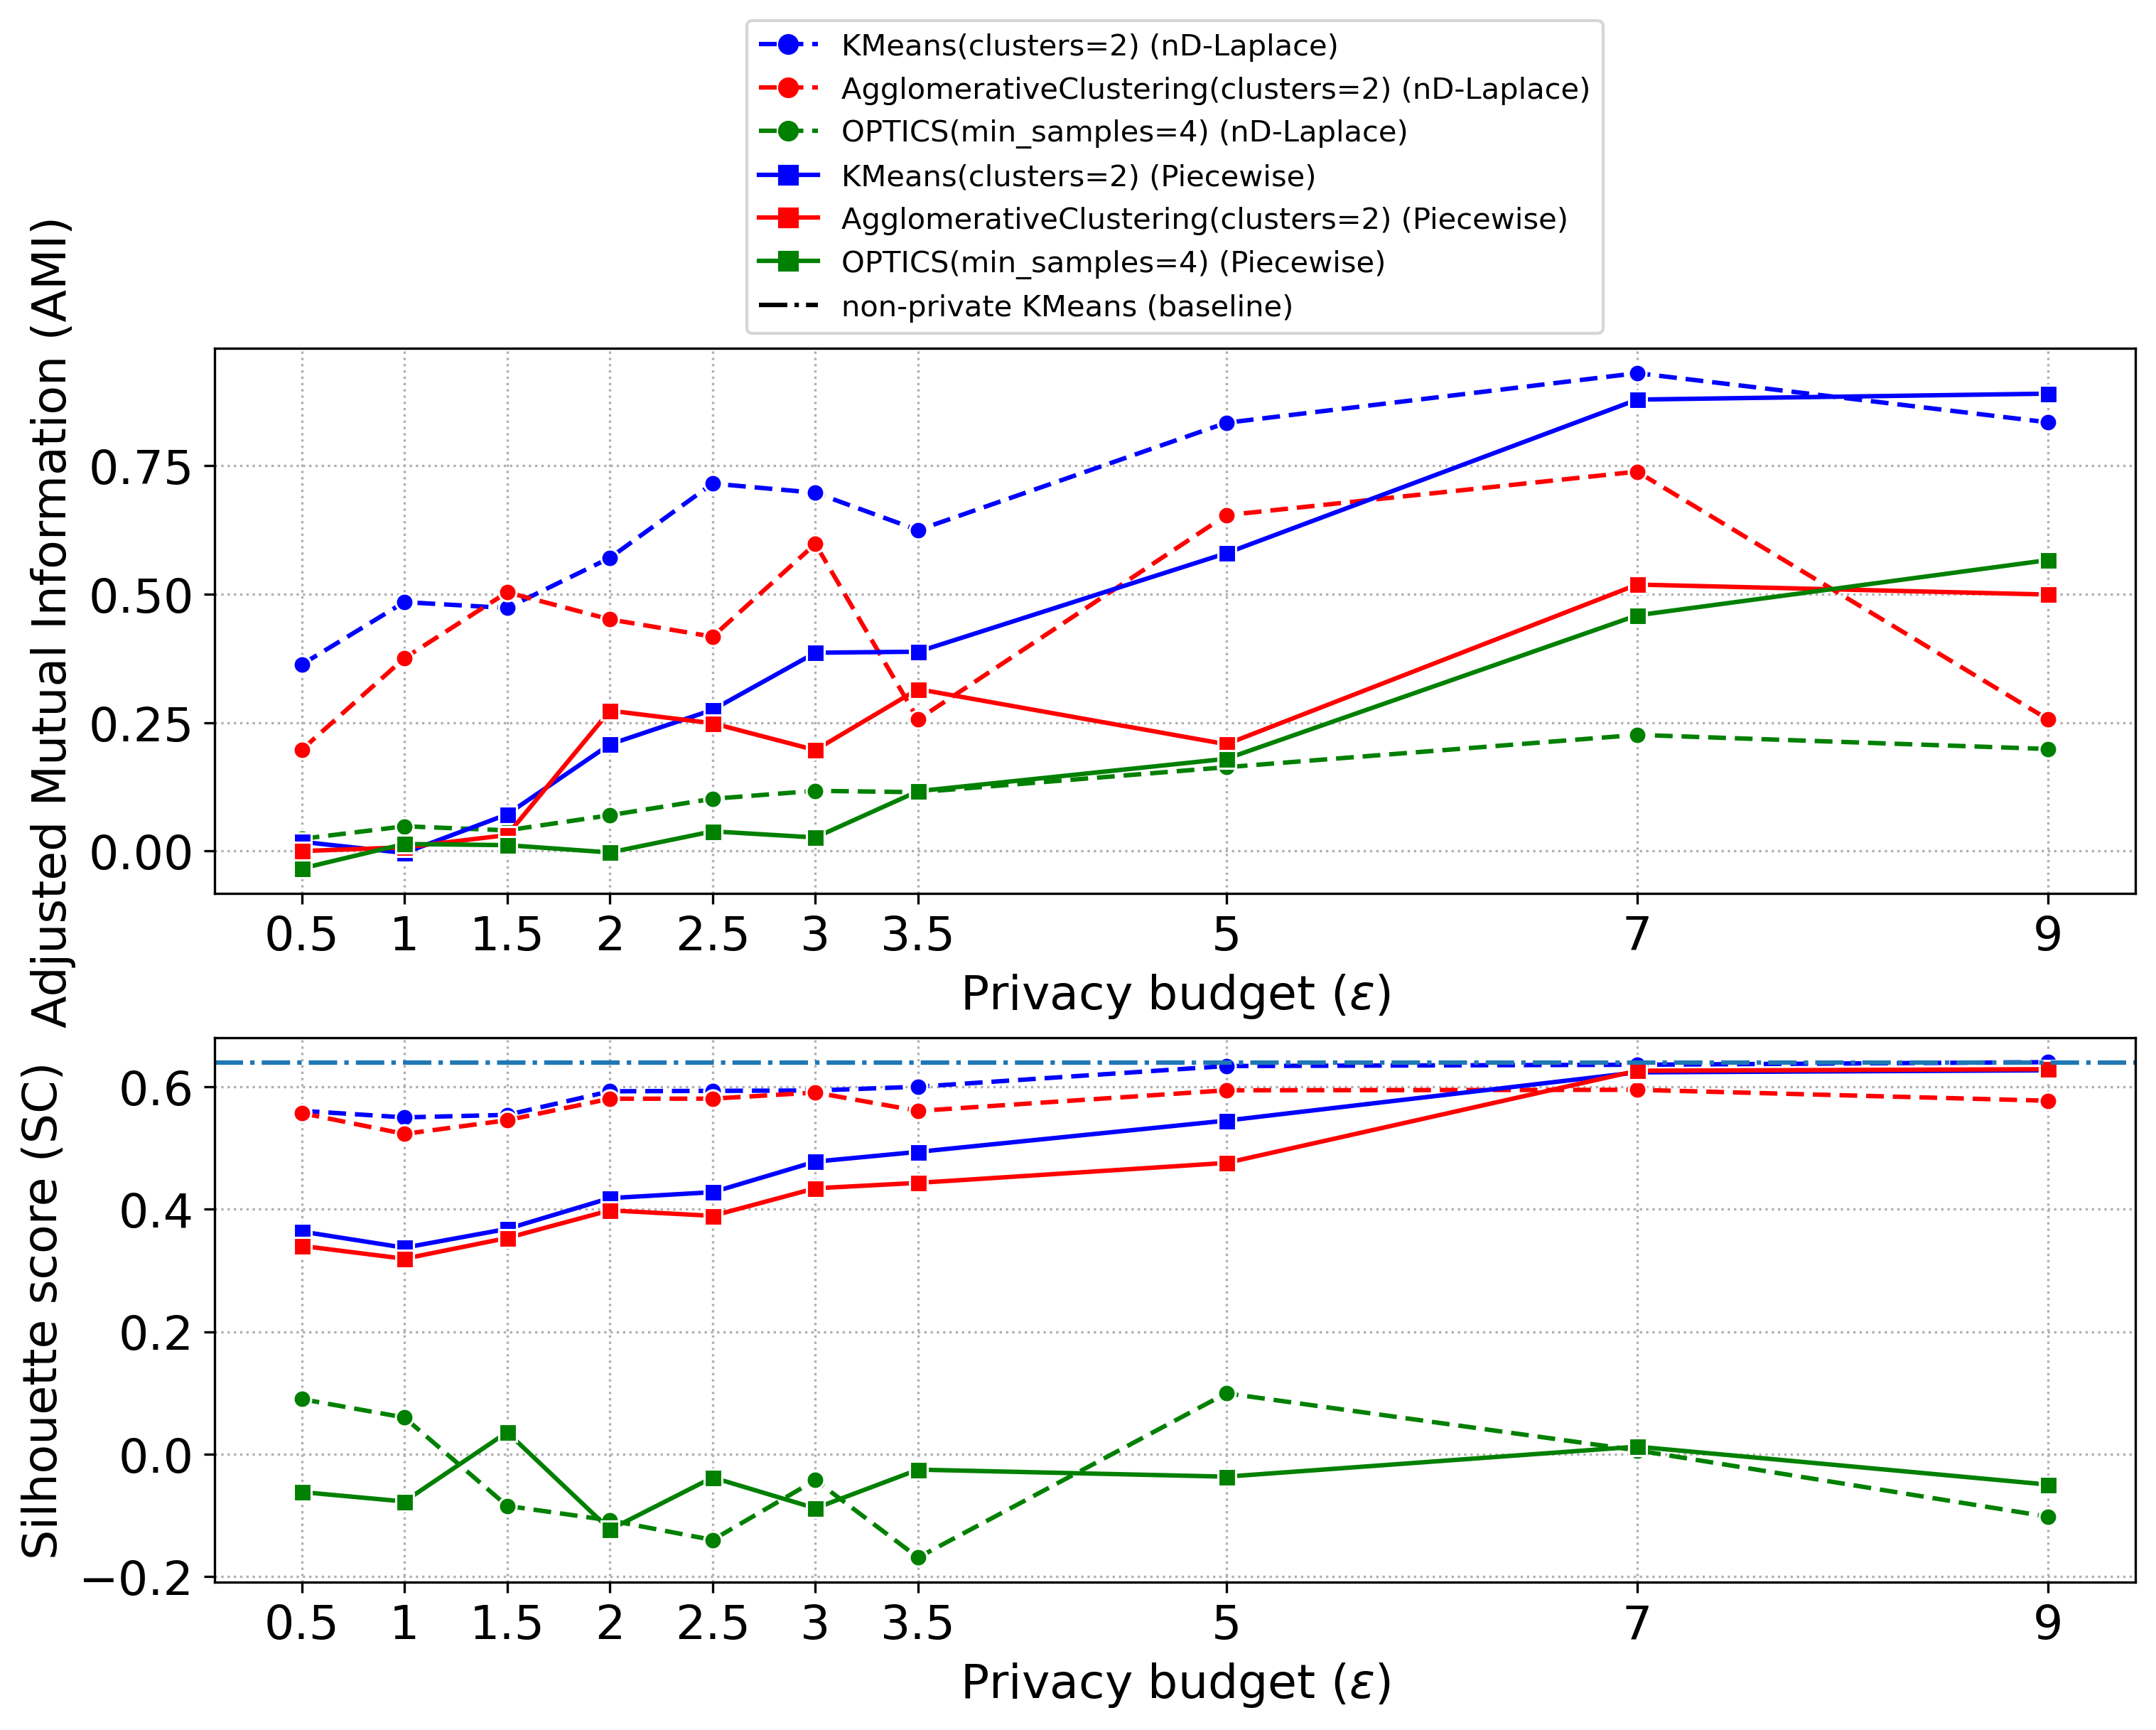 KMeans(clusters=2) (nD-Laplace)
AgglomerativeClustering(clusters=2) (nD-Laplace)
OPTICS(min_samples=4) (nD-Laplace)
KMeans(clusters=2) (Piecewise)
AgglomerativeClustering(clusters=2) (Piecewise)
OPTICS(min_samples=4) (Piecewise)
non-private KMeans (baseline)
Adjusted Mutual Information (AMI)
0.75
0.50
0.25
0.00
0.5 1 1.5 2 2.5 3 3.5 5 7 9
Privacy budget (ε)
Silhouette score (SC)
0.6
0.4
0.2
0.0
−0.2
0.5 1 1.5 2 2.5 3 3.5 5 7 9
Privacy budget (ε)